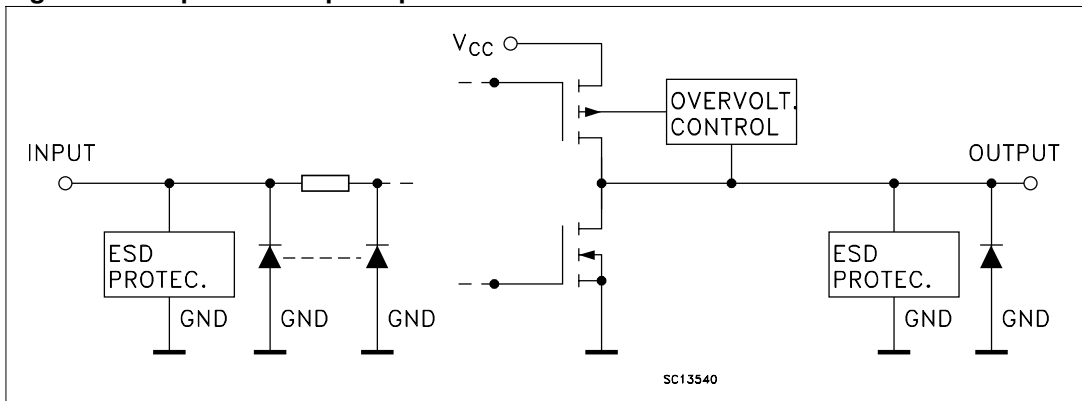 VCC
OVERVOLT.
CONTROL
INPUT
OUTPUT
ESD
PROTEC.
ESD
PROTEC.
GND
GND
GND
GND
GND
SC13540